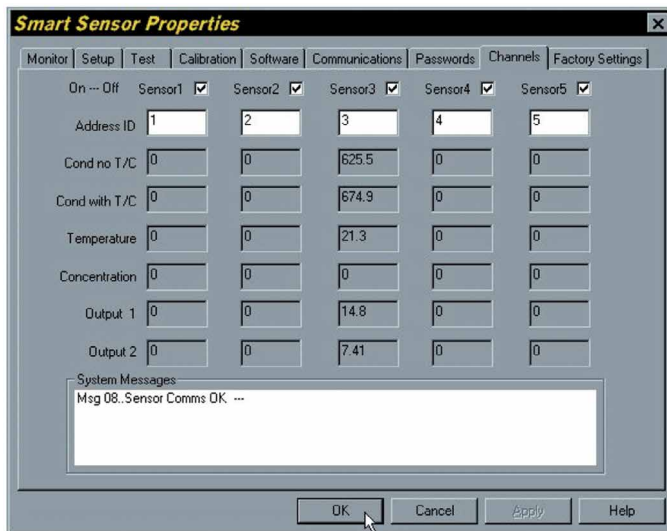 Smart Sensor Properties
Monitor Setup Test Calibration Software Communications Passwords Channels Factory Settings
On --- Off Sensor1 Sensor2 Sensor3 Sensor4 Sensor5
Address ID 1 2 3 4 5
Cond no T/C 0 0 625.5 0 0
Cond with T/C 0 0 674.9 0 0
Temperature 0 0 21.3 0 0
Concentration 0 0 0 0 0
Output 1 0 0 14.8 0 0
Output 2 0 0 7.41 0 0
System Messages
Msg 08..Sensor Comms OK ---
OK Cancel Apply Help